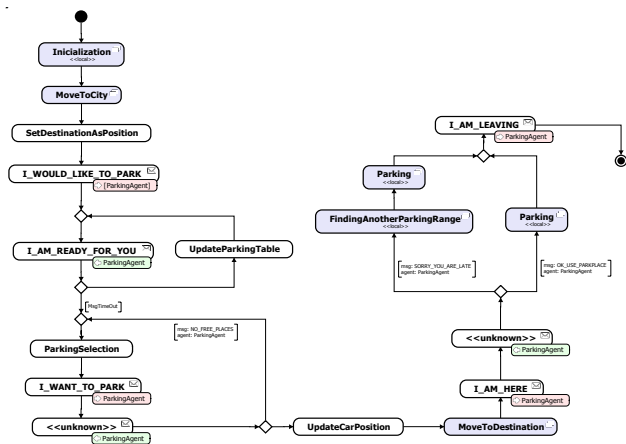 Inicialization
<<local>>
MoveToCity
SetDestinationAsPosition
I_WOULD_LIKE_TO_PARK
[ParkingAgent]
I_AM_READY_FOR_YOU
ParkingAgent
UpdateParkingTable
MsgTimeOut
msg: NO_FREE_PLACES
agent: ParkingAgent
ParkingSelection
I_WANT_TO_PARK
ParkingAgent
<<unknown>>
ParkingAgent
UpdateCarPosition
MoveToDestination
I_AM_HERE
ParkingAgent
<<unknown>>
ParkingAgent
msg: SORRY_YOU_ARE_LATE
agent: ParkingAgent
msg: OK_USE_PARKPLACE
agent: ParkingAgent
FindingAnotherParkingRange
<<local>>
Parking
<<local>>
Parking
<<local>>
I_AM_LEAVING
ParkingAgent